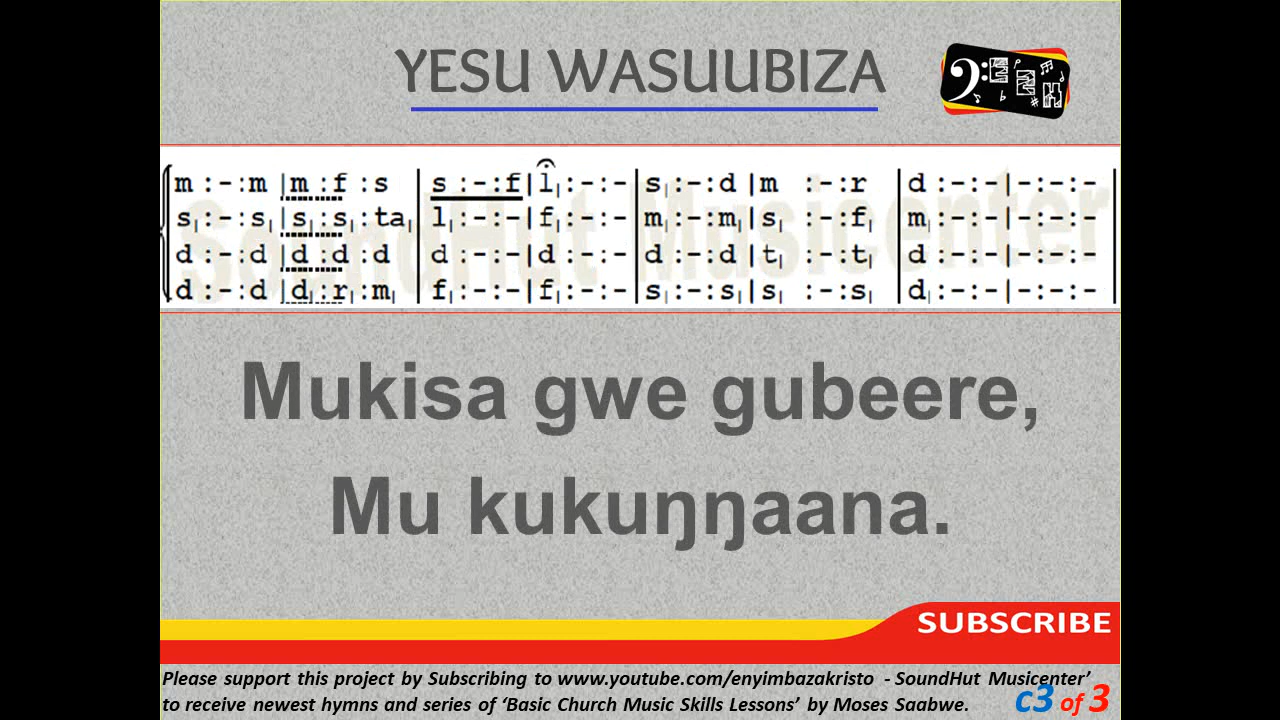 YESU WASUUBIZA
m :-:m |m :f :s | s :-:f|l͵:-:-| s͵:-:d |m :-:r | d :-:-|-:-:-
s͵:-:s͵|s͵:s͵:ta͵| l͵:-:-|f͵:-:-| m͵:-:m͵|s͵ :-:f͵| m͵:-:-|-:-:-
d :-:d |d :d :d | d :-:-|d :-:-| d :-:d |t͵ :-:t͵| d :-:-|-:-:-
d :-:d |d͵:r͵:m͵| f͵:-:-|f͵:-:-| s͵:-:s͵|s͵ :-:s͵| d͵:-:-|-:-:-
SoundHut Musicenter
Mukisa gwe gubeere,
Mu kukuŋŋaana.
SUBSCRIBE
Please support this project by Subscribing to www.youtube.com/enyimbazakristo - SoundHut Musicenter’
to receive newest hymns and series of ‘Basic Church Music Skills Lessons’ by Moses Saabwe.
c3 of 3